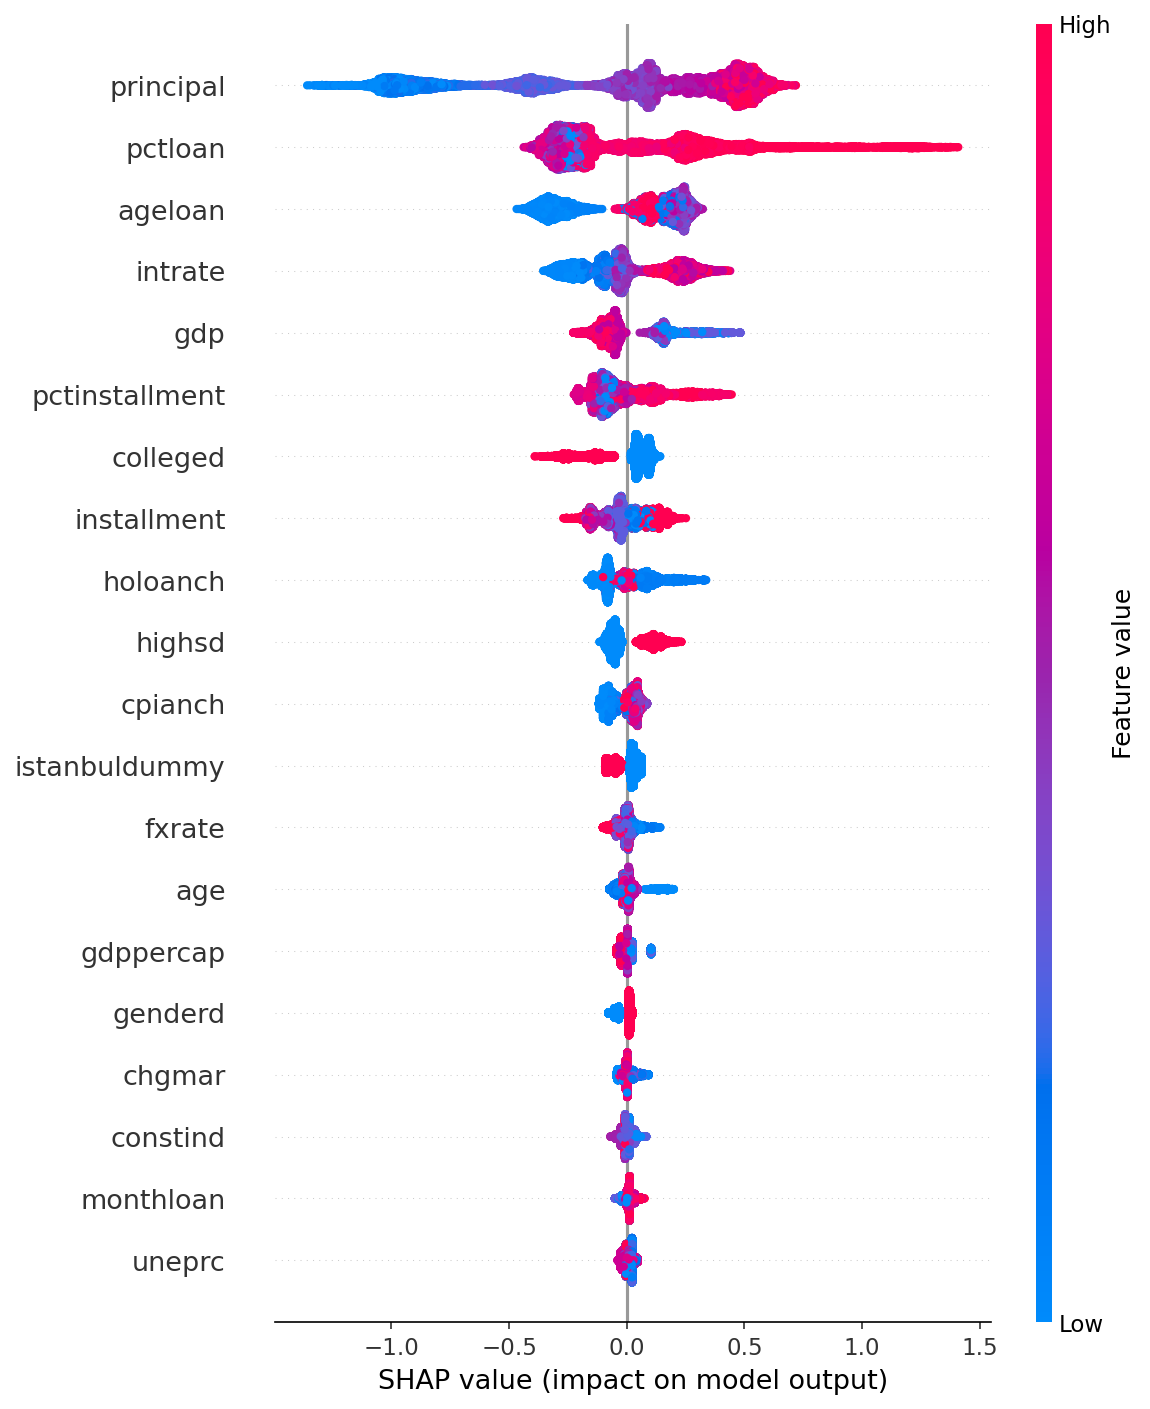 High
principal
pctloan
ageloan
intrate
gdp
pctinstallment
colleged
installment
holoanch
highsd
cpianch
istanbuldummy
fxrate
age
gdppercap
genderd
chgmar
constind
monthloan
uneprc
Feature value
Low
−1.0 −0.5 0.0 0.5 1.0 1.5
SHAP value (impact on model output)